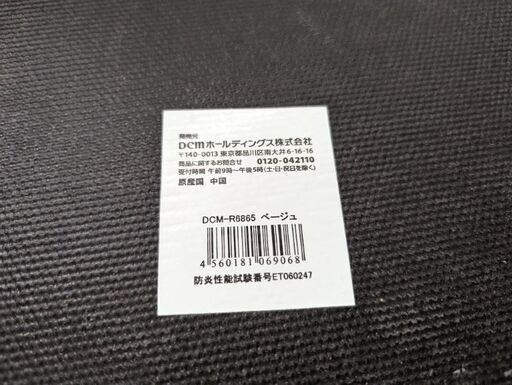 発売元
DCMホールディングス株式会社
〒140-0013 東京都品川区南大井6-16-16
商品に関するお問合せ 0120-042110
受付時間 午前9時〜午後5時(土・日・祝日を除く)
原産国 中国
DCM-R6865 ベージュ
4 560181 069068
防炎性能試験番号ET060247